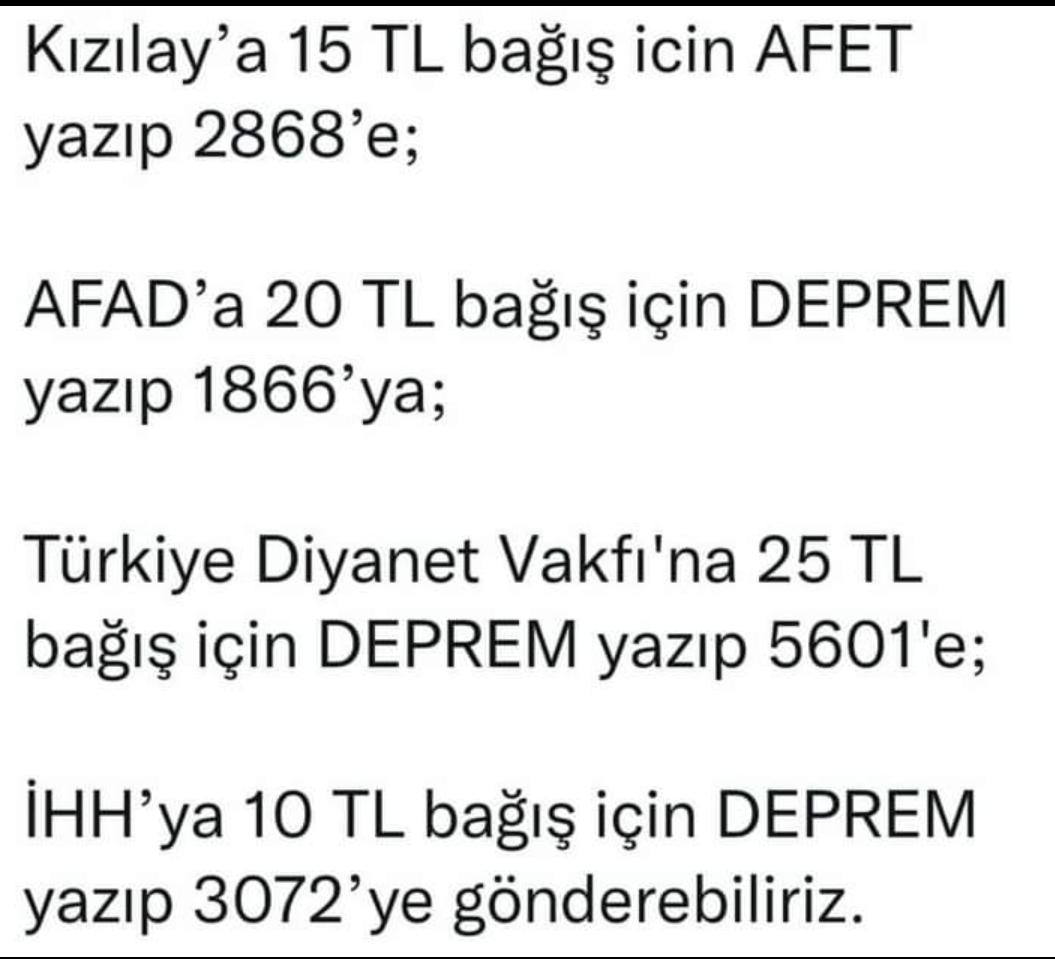 Kızılay’a 15 TL bağış icin AFET
yazıp 2868’e;
AFAD’a 20 TL bağış için DEPREM
yazıp 1866’ya;
Türkiye Diyanet Vakfı'na 25 TL
bağış için DEPREM yazıp 5601'e;
İHH’ya 10 TL bağış için DEPREM
yazıp 3072’ye gönderebiliriz.